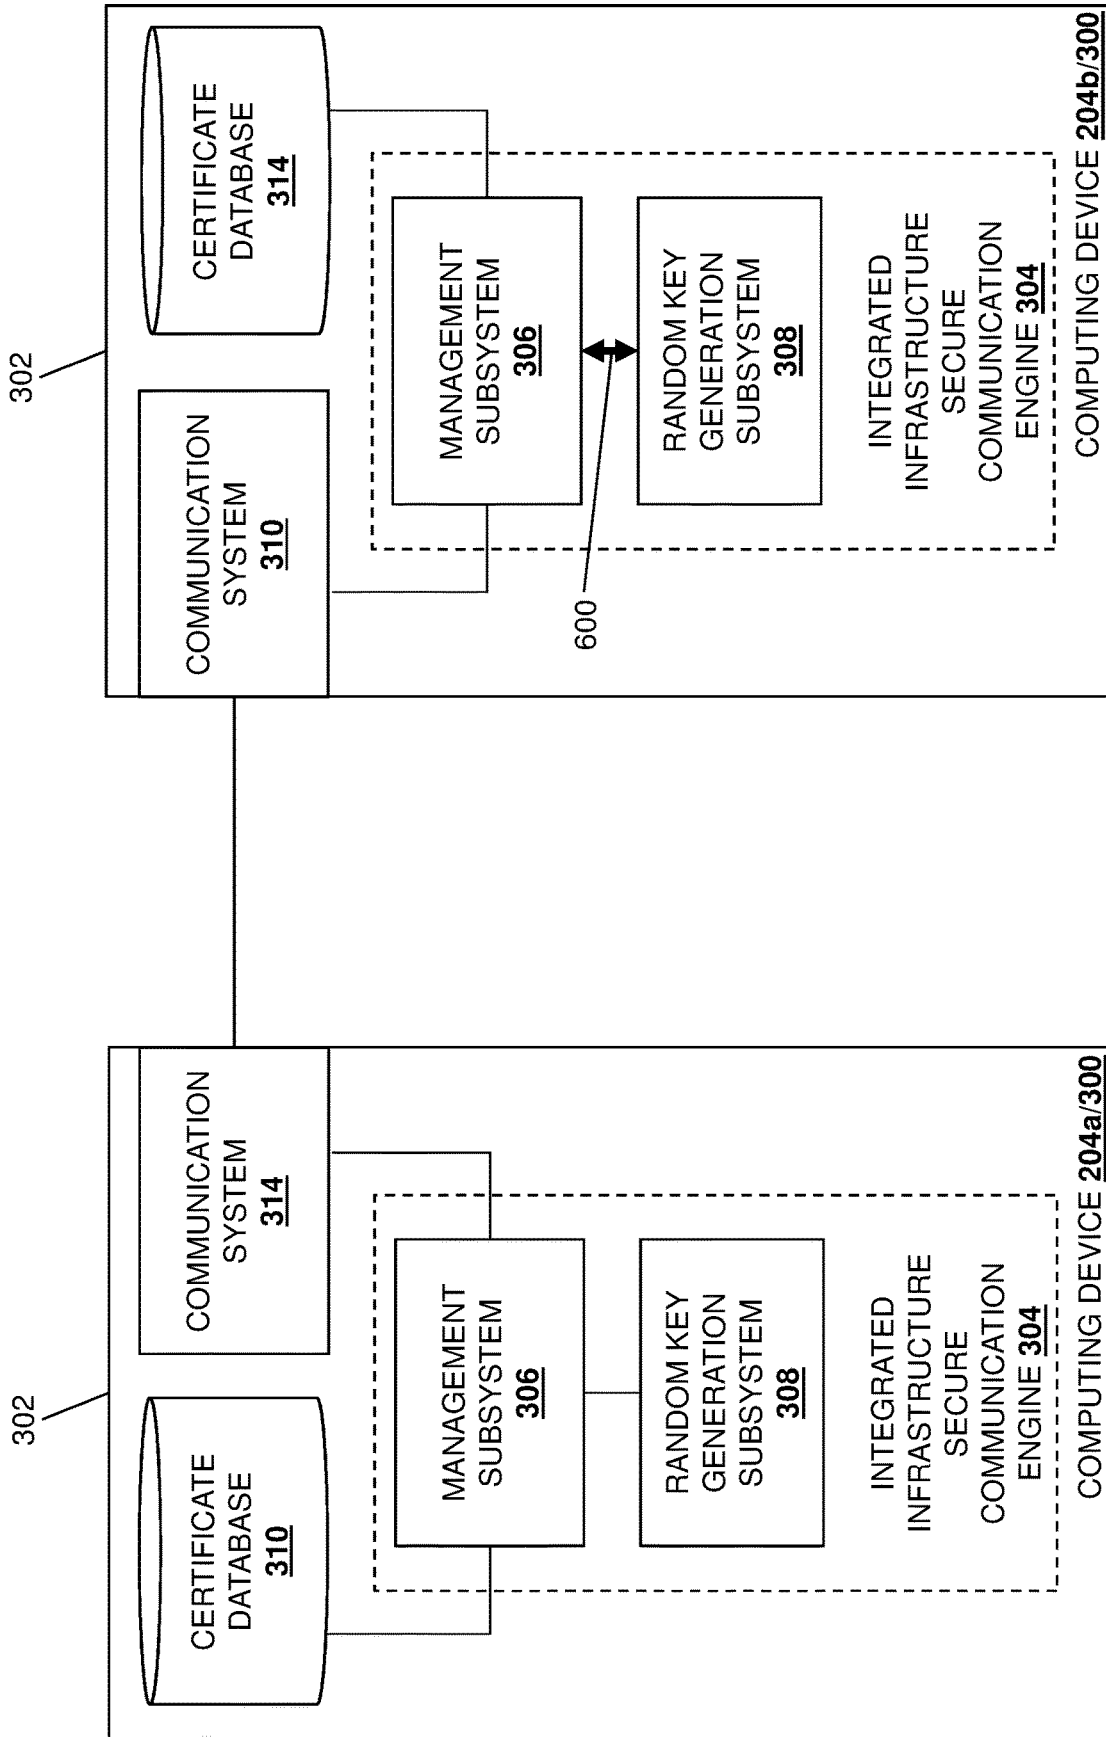 302
CERTIFICATE
DATABASE
310
COMMUNICATION
SYSTEM
314
MANAGEMENT
SUBSYSTEM
306
RANDOM KEY
GENERATION
SUBSYSTEM
308
INTEGRATED
INFRASTRUCTURE
SECURE
COMMUNICATION
ENGINE 304
COMPUTING DEVICE 204a/300
302
COMMUNICATION
SYSTEM
310
CERTIFICATE
DATABASE
314
MANAGEMENT
SUBSYSTEM
306
600
RANDOM KEY
GENERATION
SUBSYSTEM
308
INTEGRATED
INFRASTRUCTURE
SECURE
COMMUNICATION
ENGINE 304
COMPUTING DEVICE 204b/300